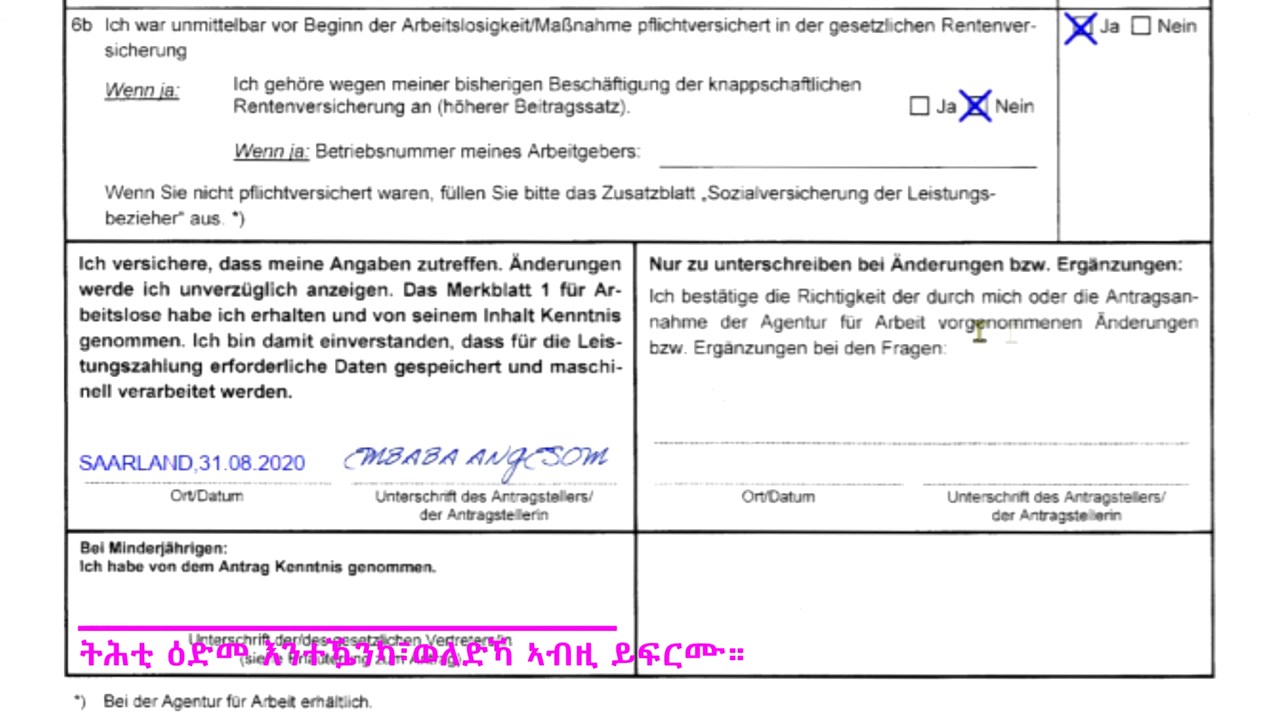 6b Ich war unmittelbar vor Beginn der Arbeitslosigkeit/Maßnahme pflichtversichert in der gesetzlichen Rentenver- Ja Nein
sicherung
Wenn ja: Ich gehöre wegen meiner bisherigen Beschäftigung der knappschaftlichen
Rentenversicherung an (höherer Beitragssatz). Ja Nein
Wenn ja: Betriebsnummer meines Arbeitgebers:
Wenn Sie nicht pflichtversichert waren, füllen Sie bitte das Zusatzblatt „Sozialversicherung der Leistungs-
bezieher“ aus. *)
Ich versichere, dass meine Angaben zutreffen. Änderungen
werde ich unverzüglich anzeigen. Das Merkblatt 1 für Ar-
beitslose habe ich erhalten und von seinem Inhalt Kenntnis
genommen. Ich bin damit einverstanden, dass für die Leis-
tungszahlung erforderliche Daten gespeichert und maschi-
nell verarbeitet werden.
SAARLAND,31.08.2020 MBABA ANGESOM
Ort/Datum Unterschrift des Antragstellers/
der Antragstellerin
Nur zu unterschreiben bei Änderungen bzw. Ergänzungen:
Ich bestätige die Richtigkeit der durch mich oder die Antragsan-
nahme der Agentur für Arbeit vorgenommenen Änderungen
bzw. Ergänzungen bei den Fragen:
Ort/Datum Unterschrift des Antragstellers/
der Antragstellerin
Bei Minderjährigen:
Ich habe von dem Antrag Kenntnis genommen.
Unterschrift der/des gesetzlichen Vertreters/in
(siehe Erläuterung zum Antrag)
ትሕቲ ዕድመ እንተኼንካ፡ወለድኻ ኣብዚ ይፍርሙ።
*) Bei der Agentur für Arbeit erhältlich.